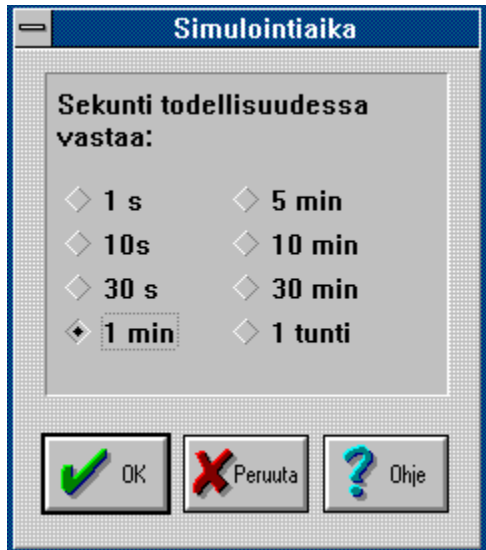 Simulointiaika
Sekunti todellisuudessa
vastaa:
1 s
5 min
10s
10 min
30 s
30 min
1 min
1 tunti
OK
Peruuta
Ohje